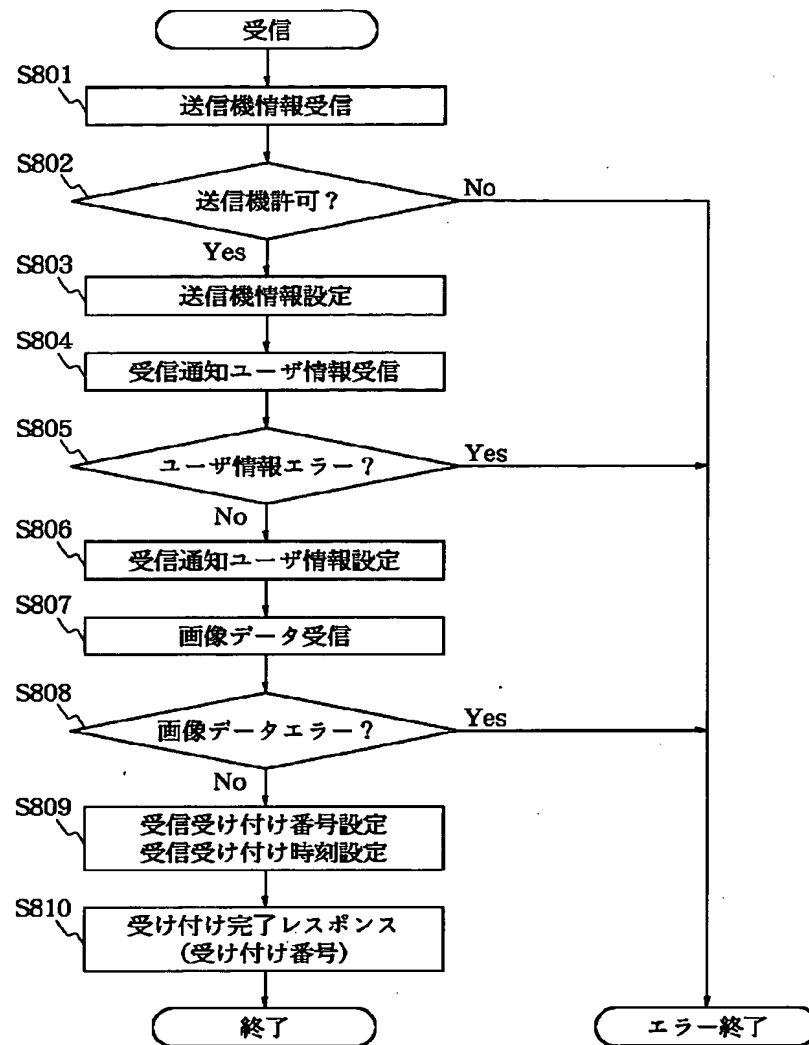 受信
S801
送信機情報受信
S802
送信機許可?
No
Yes
S803
送信機情報設定
S804
受信通知ユーザ情報受信
S805
ユーザ情報エラー?
Yes
No
S806
受信通知ユーザ情報設定
S807
画像データ受信
S808
画像データエラー?
Yes
No
S809
受信受け付け番号設定
受信受け付け時刻設定
S810
受け付け完了レスポンス
(受け付け番号)
終了
エラー終了